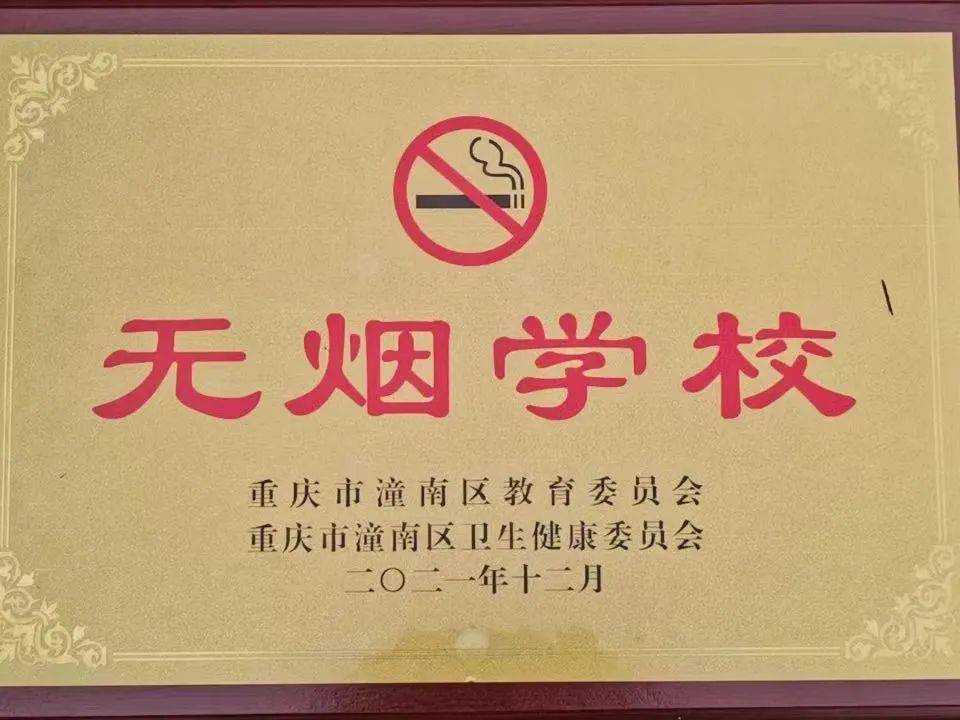 无烟学校
重庆市潼南区教育委员会
重庆市潼南区卫生健康委员会
二〇二一年十二月